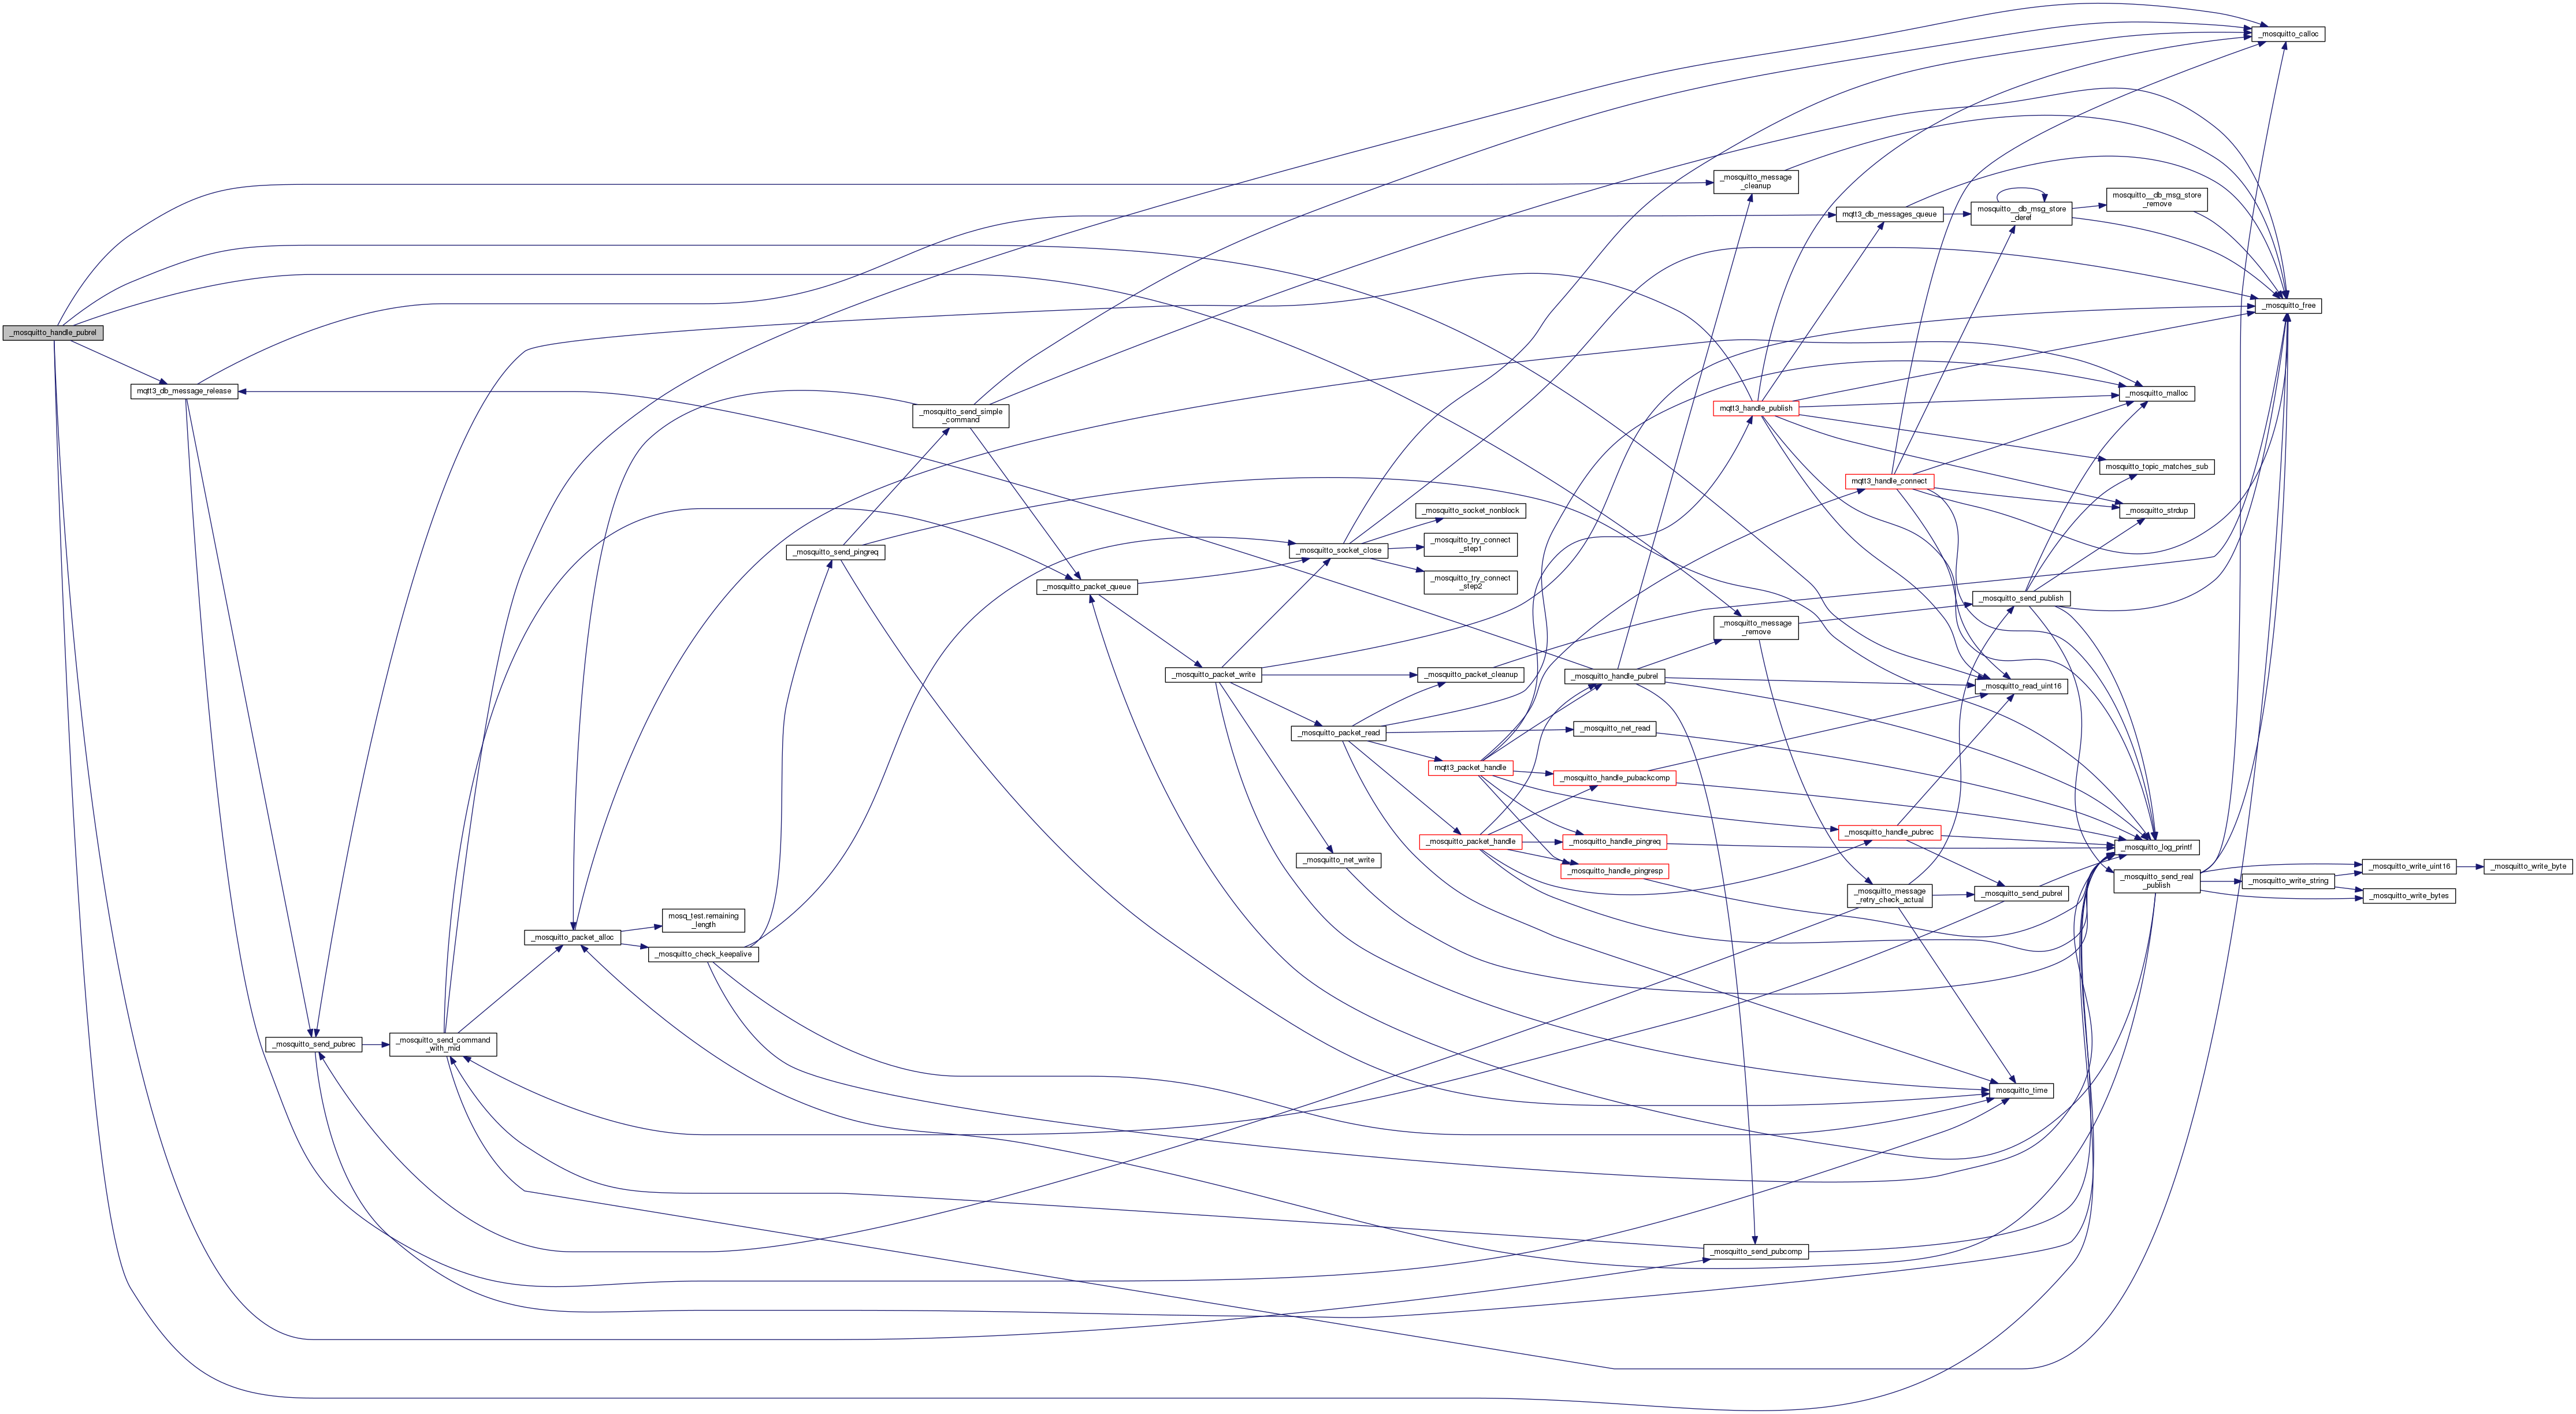 _mosquitto_calloc
_mosquitto_message
_cleanup
mosquitto__db_msg_store
_remove
mqtt3_db_messages_queue
mosquitto__db_msg_store
_deref
_mosquitto_free
_mosquitto_handle_pubrel
mqtt3_db_message_release
_mosquitto_malloc
_mosquitto_send_simple
_command
mqtt3_handle_publish
mosquitto_topic_matches_sub
mqtt3_handle_connect
_mosquitto_socket_nonblock
_mosquitto_strdup
_mosquitto_send_pingreq
_mosquitto_socket_close
_mosquitto_try_connect
_step1
_mosquitto_packet_queue
_mosquitto_try_connect
_step2
_mosquitto_send_publish
_mosquitto_message
_remove
_mosquitto_packet_write
_mosquitto_packet_cleanup
_mosquitto_handle_pubrel
_mosquitto_read_uint16
_mosquitto_packet_read
_mosquitto_net_read
mqtt3_packet_handle
_mosquitto_handle_pubackcomp
_mosquitto_packet_handle
_mosquitto_handle_pingreq
_mosquitto_handle_pubrec
_mosquitto_log_printf
_mosquitto_net_write
_mosquitto_handle_pingresp
_mosquitto_write_uint16
_mosquitto_write_byte
_mosquitto_send_real
_publish
_mosquitto_write_string
_mosquitto_message
_retry_check_actual
_mosquitto_send_pubrel
_mosquitto_write_bytes
mosq_test.remaining
_length
_mosquitto_packet_alloc
_mosquitto_check_keepalive
_mosquitto_send_pubrec
_mosquitto_send_command
_with_mid
mosquitto_time
_mosquitto_send_pubcomp